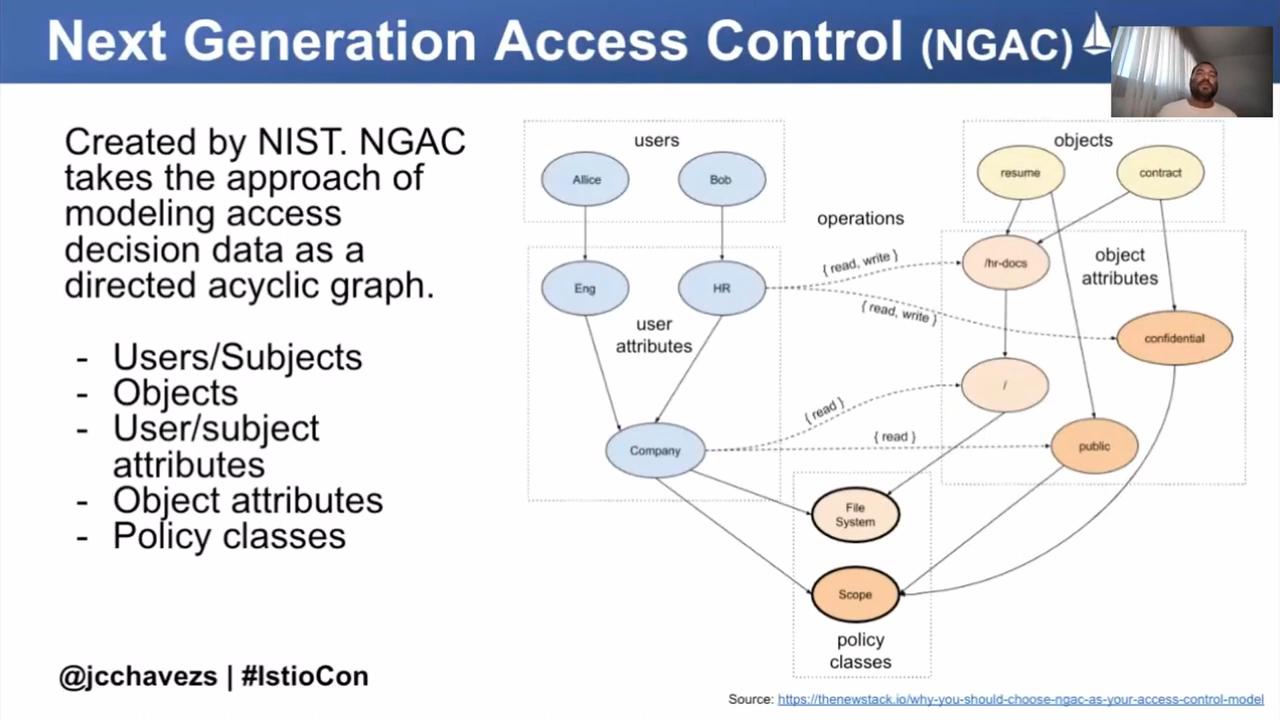 Next Generation Access Control (NGAC)
Created by NIST. NGAC
takes the approach of
modeling access
decision data as a
directed acyclic graph.
- Users/Subjects
- Objects
- User/subject
attributes
- Object attributes
- Policy classes
users
Allice
Bob
Eng
HR
user
attributes
Company
operations
{ read, write }
{ read, write }
{ read }
{ read }
objects
resume
contract
/hr-docs
object
attributes
confidential
/
public
File
System
Scope
policy
classes
@jcchavezs | #IstioCon
Source: https://thenewstack.io/why-you-should-choose-ngac-as-your-access-control-model